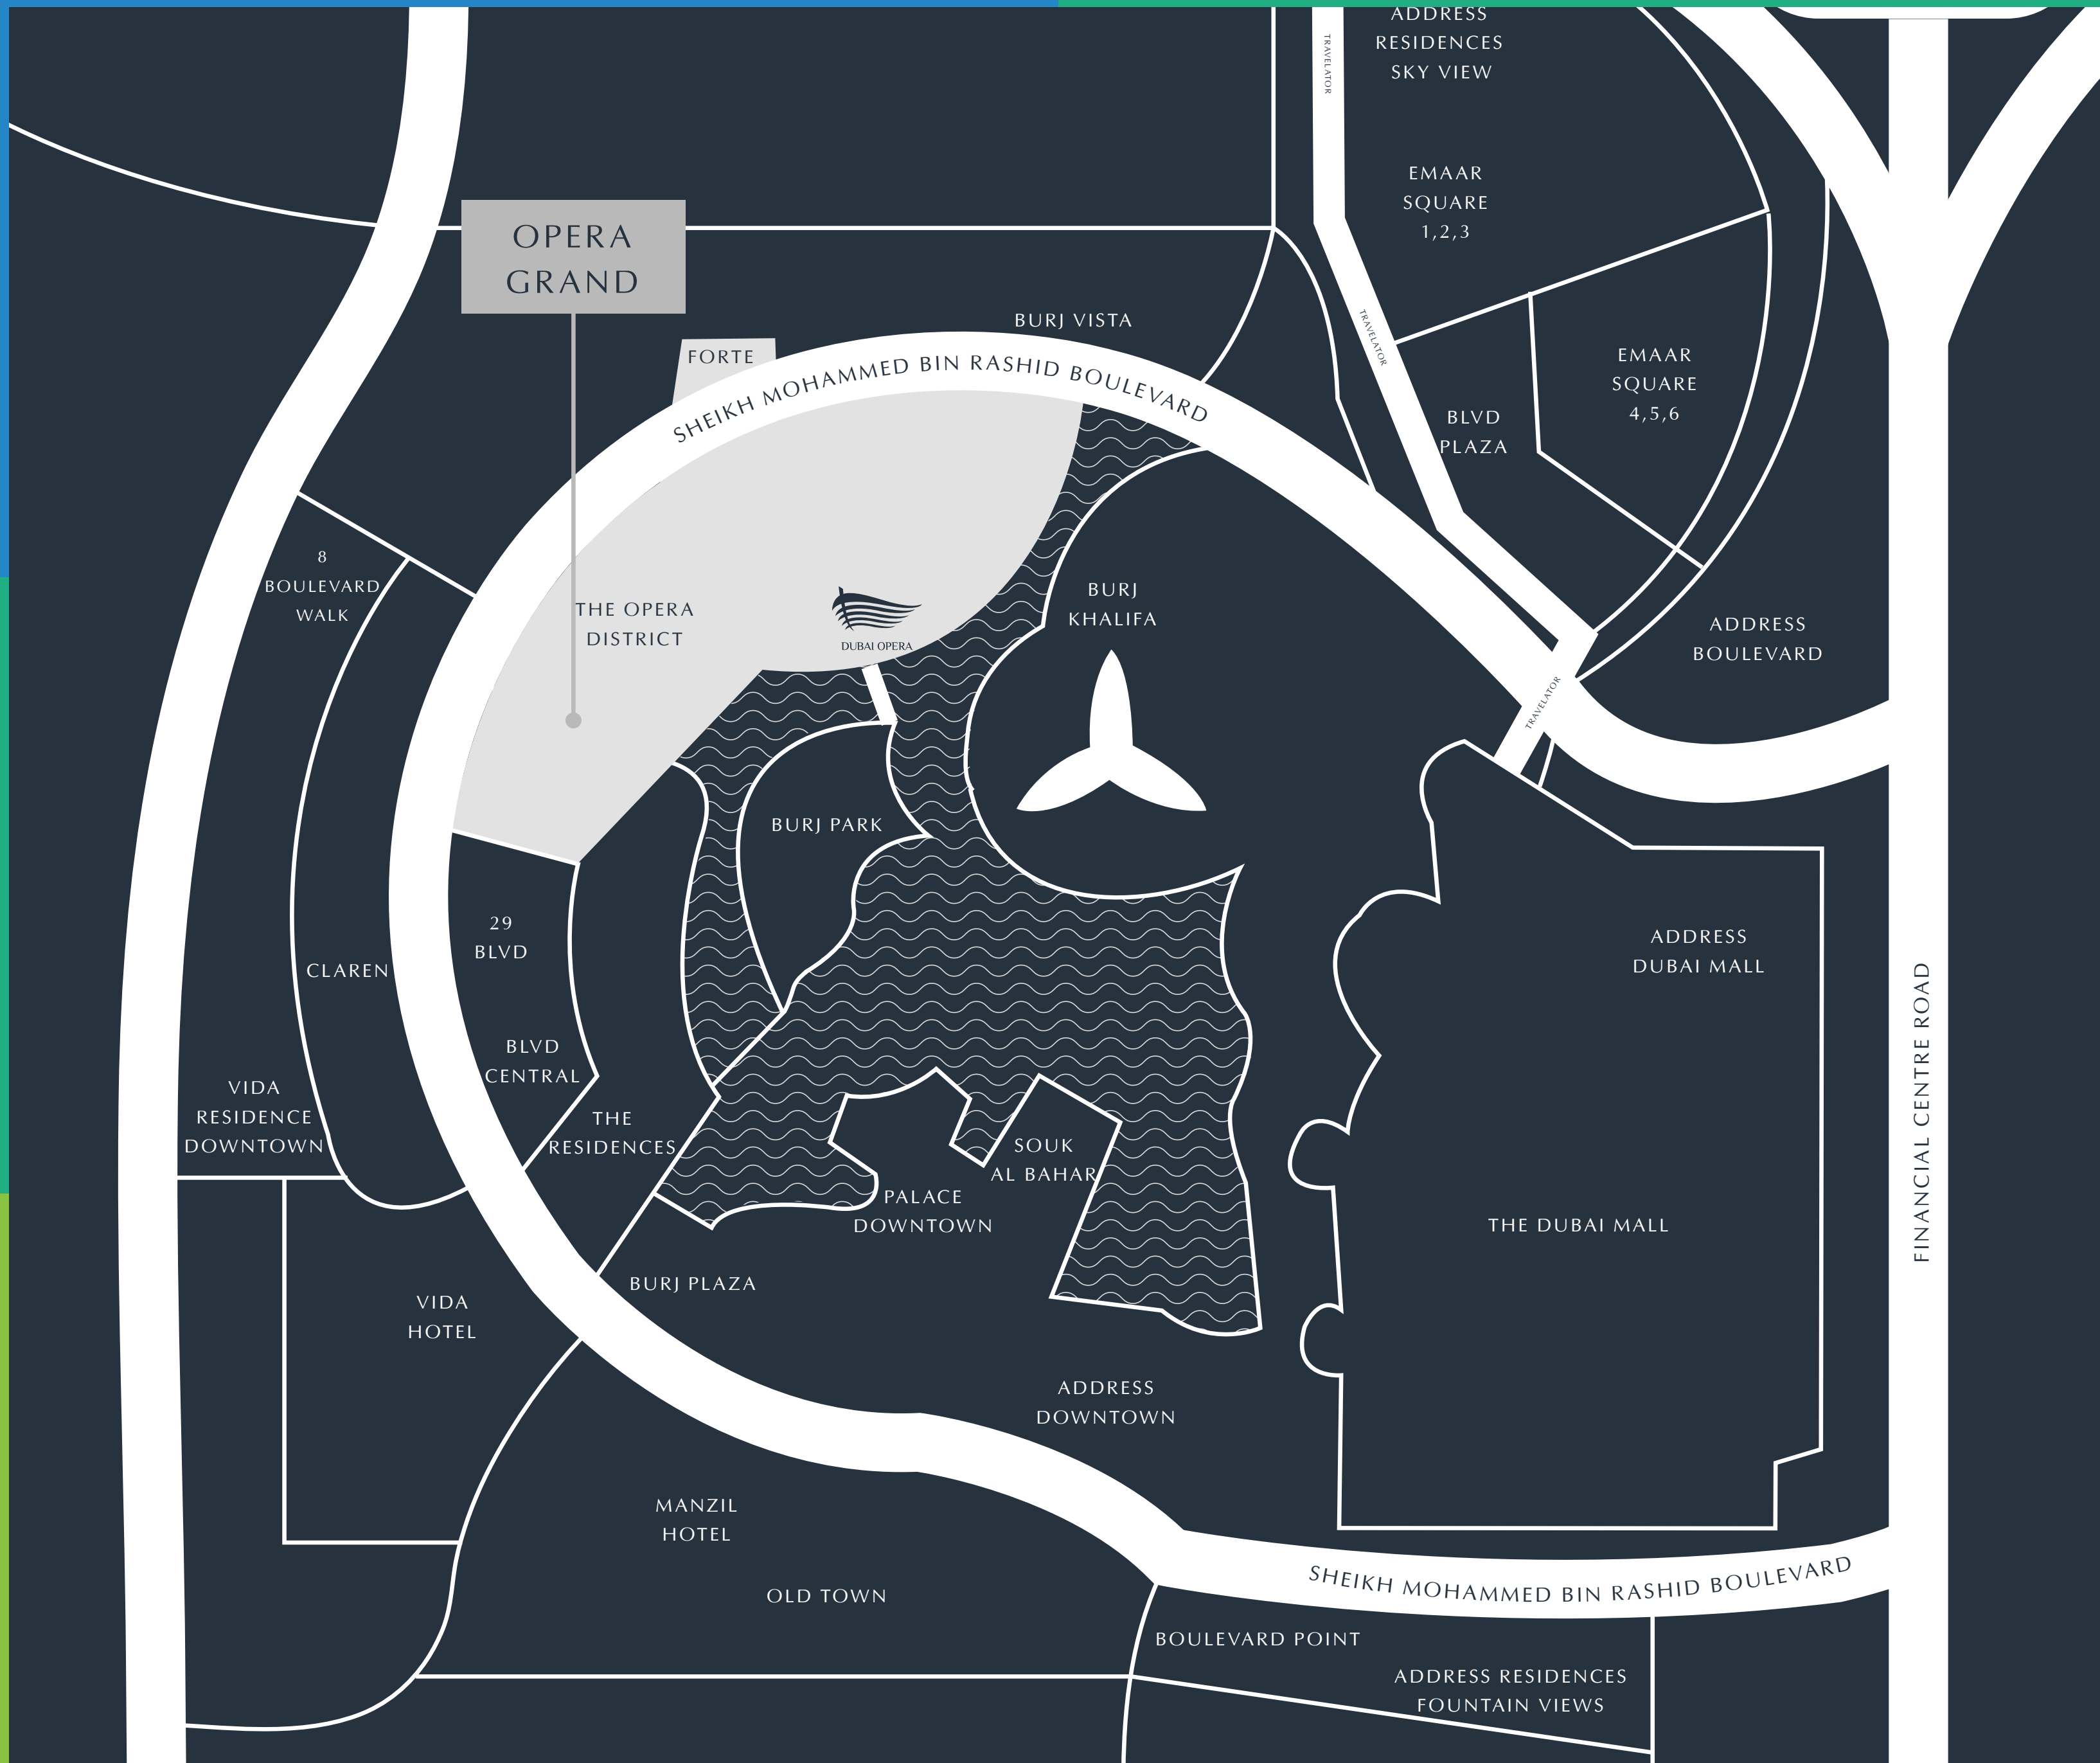 ADDRESS
RESIDENCES
SKY VIEW
TRAVELATOR
EMAAR
SQUARE
1,2,3
OPERA
GRAND
BURJ VISTA
TRAVELATOR
FORTE
SHEIKH MOHAMMED BIN RASHID BOULEVARD
EMAAR
SQUARE
4,5,6
BLVD
PLAZA
8
BOULEVARD
WALK
THE OPERA
DISTRICT
DUBAI OPERA
BURJ
KHALIFA
ADDRESS
BOULEVARD
TRAVELATOR
BURJ PARK
29
BLVD
CLAREN
ADDRESS
DUBAI MALL
FINANCIAL CENTRE ROAD
BLVD
CENTRAL
VIDA
RESIDENCE
DOWNTOWN
THE
RESIDENCES
SOUK
AL BAHAR
PALACE
DOWNTOWN
THE DUBAI MALL
BURJ PLAZA
VIDA
HOTEL
ADDRESS
DOWNTOWN
MANZIL
HOTEL
OLD TOWN
SHEIKH MOHAMMED BIN RASHID BOULEVARD
BOULEVARD POINT
ADDRESS RESIDENCES
FOUNTAIN VIEWS